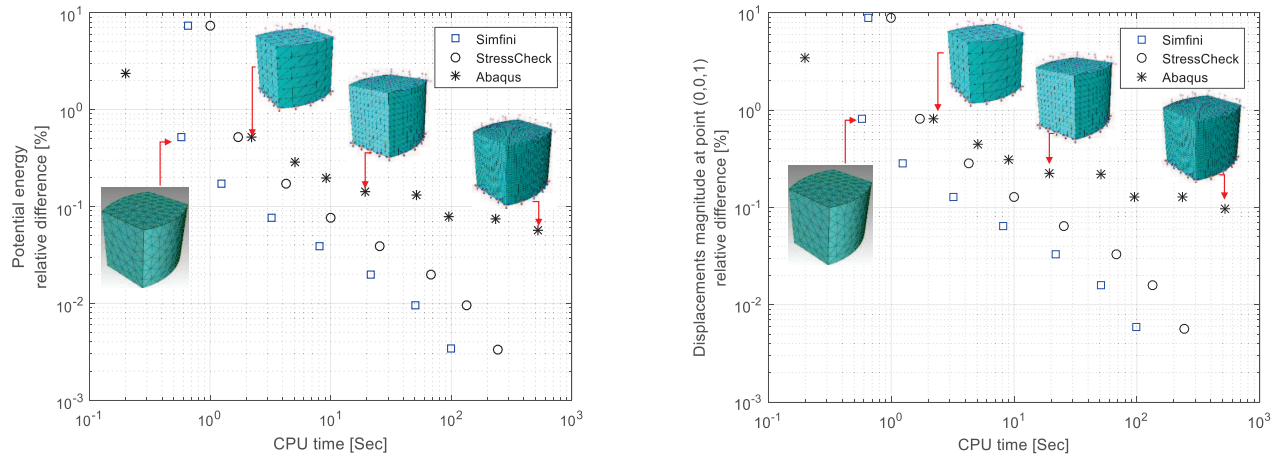 10^1
10^0
10^-1
10^-2
10^-3
Potential energy
relative difference [%]
Simfini
StressCheck
Abaqus
10^-1 10^0 10^1 10^2 10^3
CPU time [Sec]
10^1
10^0
10^-1
10^-2
10^-3
Displacements magnitude at point (0,0,1)
relative difference [%]
Simfini
StressCheck
Abaqus
10^-1 10^0 10^1 10^2 10^3
CPU time [Sec]